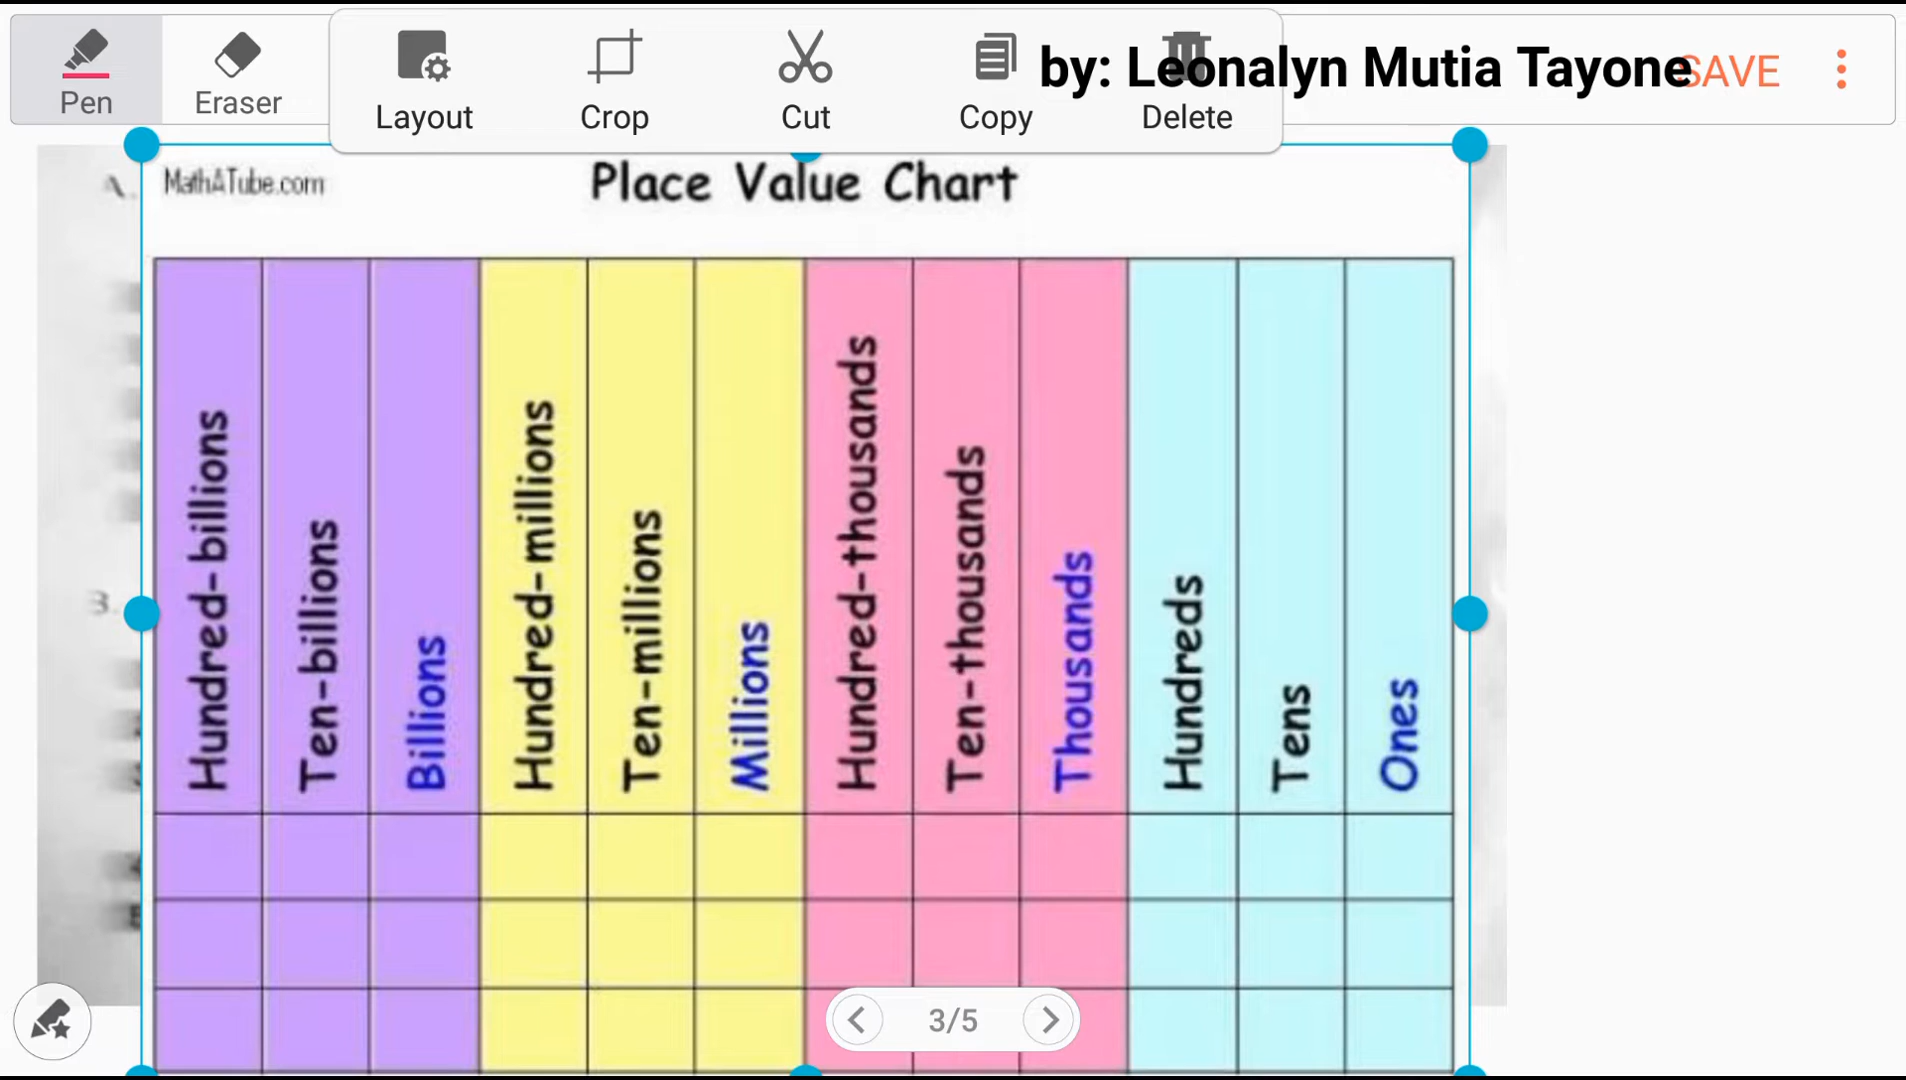 Pen
Eraser
Layout
Crop
Cut
Copy
Delete
by: Leonalyn Mutia Tayone
SAVE
MathATube.com
Place Value Chart
Hundred-billions
Ten-billions
Billions
Hundred-millions
Ten-millions
Millions
Hundred-thousands
Ten-thousands
Thousands
Hundreds
Tens
Ones
3.
3/5